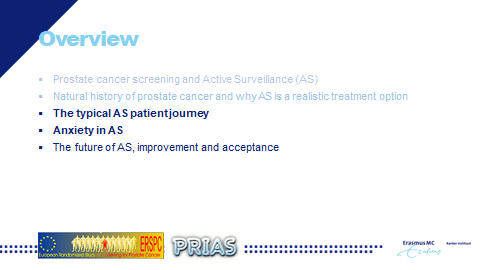 Overview
Prostate cancer screening and Active Surveillance (AS)
Natural history of prostate cancer and why AS is a realistic treatment option
The typical AS patient journey
Anxiety in AS
The future of AS, improvement and acceptance
ERSPC
European Randomized Study
Screening for Prostate Cancer
PRIAS
Erasmus MC
Kanker Instituut
Erasmus